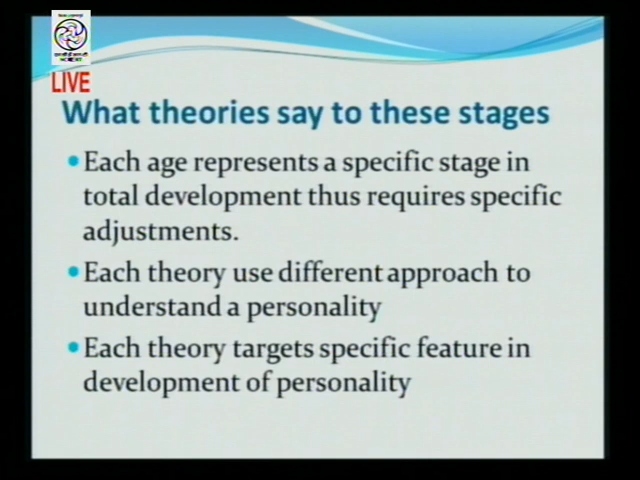 LIVE
What theories say to these stages
• Each age represents a specific stage in
total development thus requires specific
adjustments.
• Each theory use different approach to
understand a personality
• Each theory targets specific feature in
development of personality